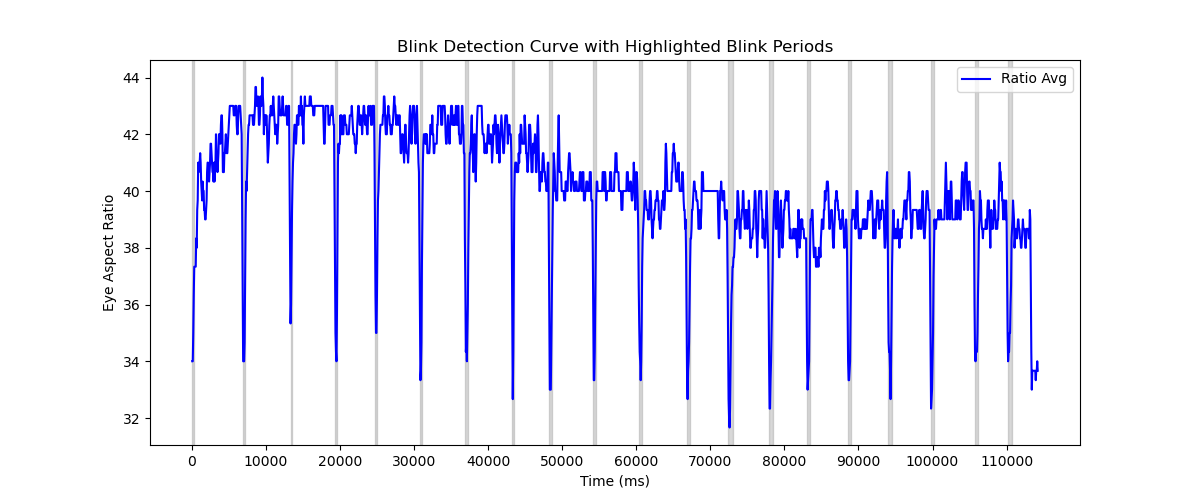 Blink Detection Curve with Highlighted Blink Periods
Ratio Avg
Eye Aspect Ratio
44
42
40
38
36
34
32
0 10000 20000 30000 40000 50000 60000 70000 80000 90000 100000 110000
Time (ms)